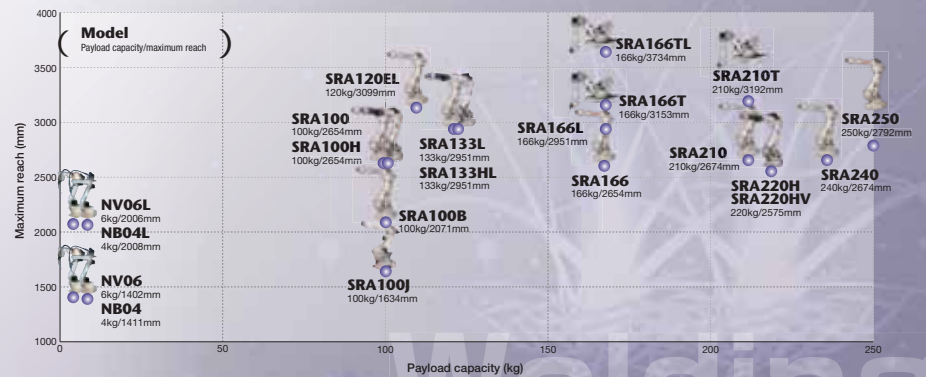 4000
3500
3000
2500
2000
1500
1000
Maximum reach (mm)
( Model )
Payload capacity/maximum reach
NV06L
6kg/2006mm
NB04L
4kg/2008mm
NV06
6kg/1402mm
NB04
4kg/1411mm
SRA120EL
120kg/3099mm
SRA100
100kg/2654mm
SRA100H
100kg/2654mm
SRA133L
133kg/2951mm
SRA133HL
133kg/2951mm
SRA100B
100kg/2071mm
SRA100J
100kg/1634mm
SRA166TL
166kg/3734mm
SRA166T
166kg/3153mm
SRA166L
166kg/2951mm
SRA166
166kg/2654mm
SRA210T
210kg/3192mm
SRA210
210kg/2674mm
SRA220H
SRA220HV
220kg/2575mm
SRA250
250kg/2792mm
SRA240
240kg/2674mm
0 50 100 150 200 250
Payload capacity (kg)
Welding